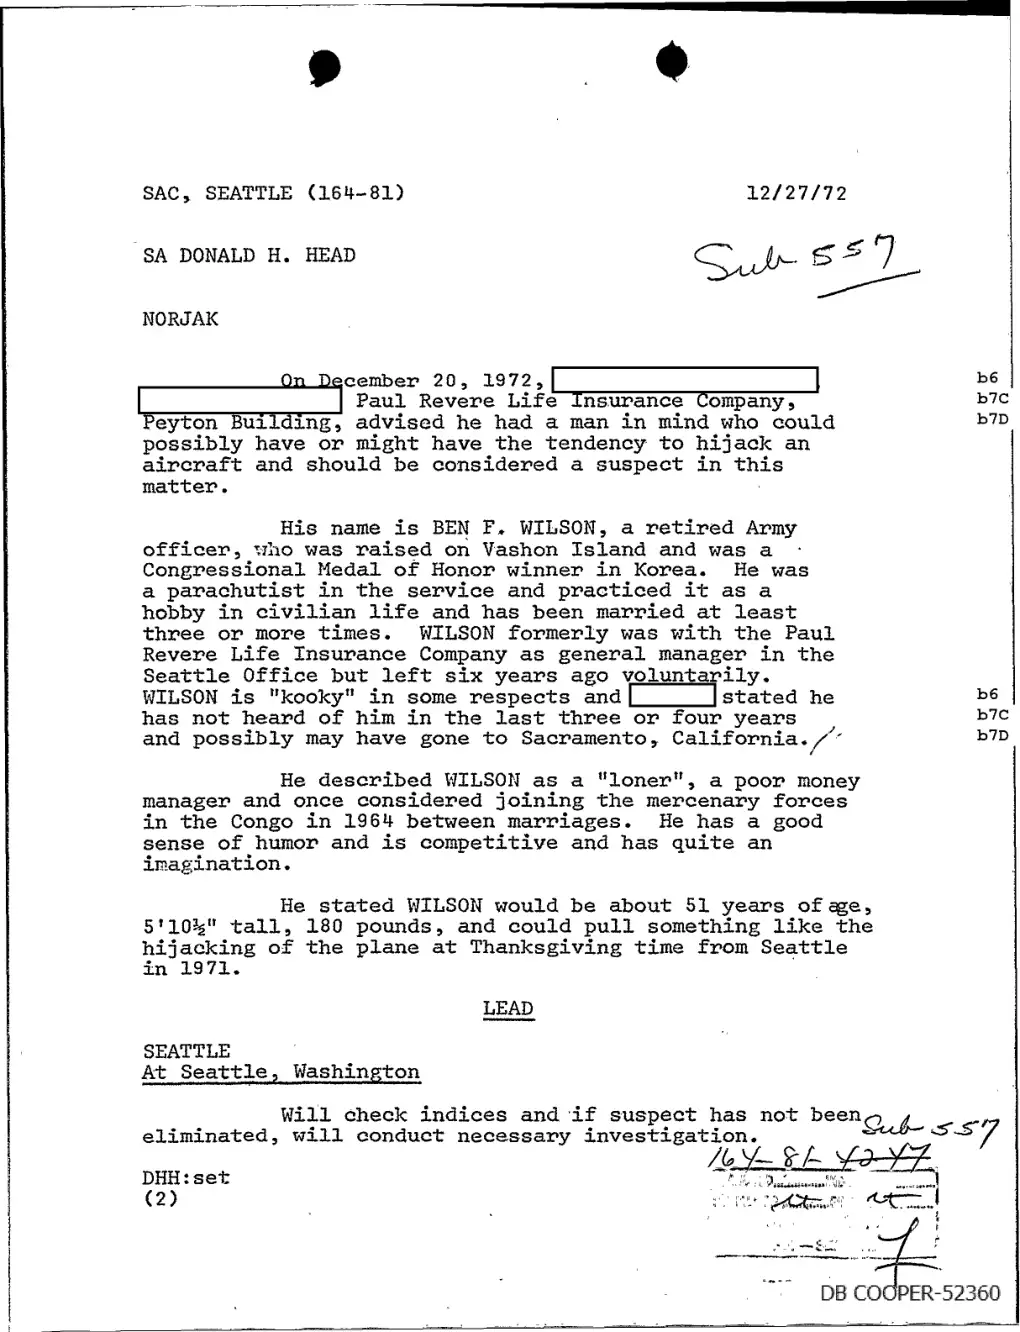 SAC, SEATTLE (164-81) 12/27/72
SA DONALD H. HEAD
Sub 557
NORJAK
On December 20, 1972,
b6
Paul Revere Life Insurance Company,
b7C
Peyton Building, advised he had a man in mind who could
b7D
possibly have or might have the tendency to hijack an
aircraft and should be considered a suspect in this
matter.
His name is BEN F. WILSON, a retired Army
officer, who was raised on Vashon Island and was a
Congressional Medal of Honor winner in Korea. He was
a parachutist in the service and practiced it as a
hobby in civilian life and has been married at least
three or more times. WILSON formerly was with the Paul
Revere Life Insurance Company as general manager in the
Seattle Office but left six years ago voluntarily.
WILSON is "kooky" in some respects and stated he
b6
has not heard of him in the last three or four years
b7C
and possibly may have gone to Sacramento, California.
b7D
He described WILSON as a "loner", a poor money
manager and once considered joining the mercenary forces
in the Congo in 1964 between marriages. He has a good
sense of humor and is competitive and has quite an
imagination.
He stated WILSON would be about 51 years of age,
5'10½" tall, 180 pounds, and could pull something like the
hijacking of the plane at Thanksgiving time from Seattle
in 1971.
LEAD
SEATTLE
At Seattle, Washington
Will check indices and if suspect has not been
eliminated, will conduct necessary investigation.
Sub 557
164-81-4247
DHH:set
(2)
DB COOPER-52360